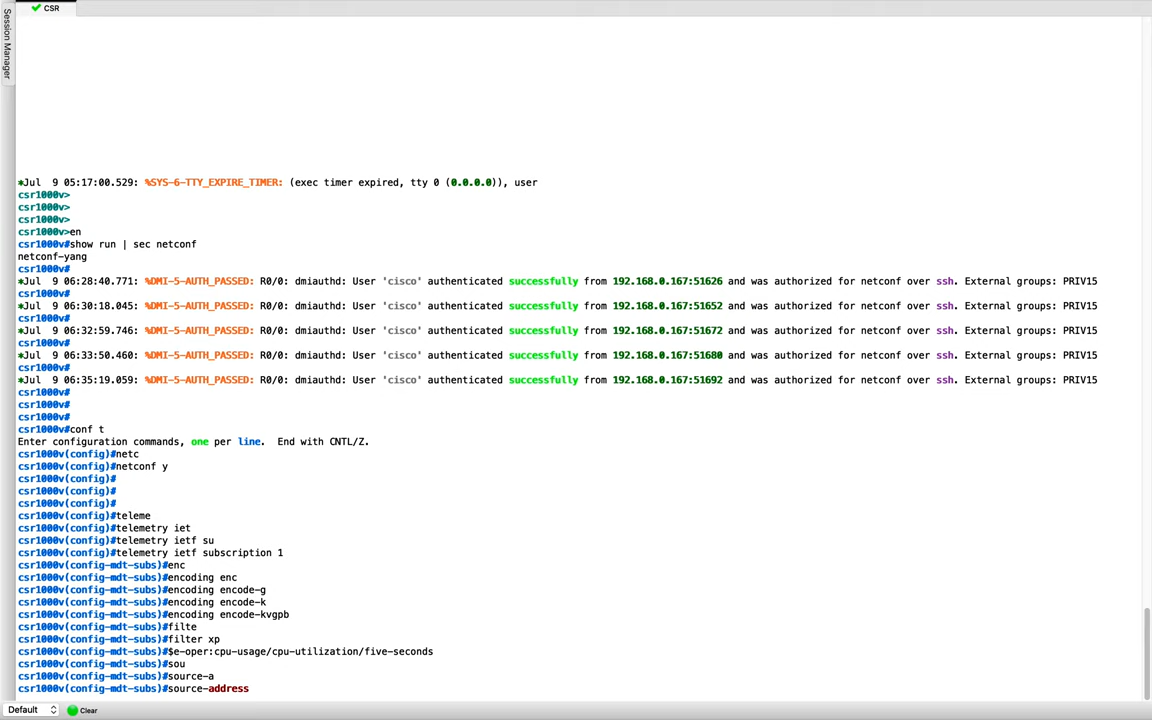 CSR
Session Manager
*Jul  9 05:17:00.529: %SYS-6-TTY_EXPIRE_TIMER: (exec timer expired, tty 0 (0.0.0.0)), user
csr1000v>
csr1000v>
csr1000v>
csr1000v>en
csr1000v#show run | sec netconf
netconf-yang
csr1000v#
*Jul  9 06:28:40.771: %DMI-5-AUTH_PASSED: R0/0: dmiauthd: User 'cisco' authenticated successfully from 192.168.0.167:51626 and was authorized for netconf over ssh. External groups: PRIV15
csr1000v#
*Jul  9 06:30:18.045: %DMI-5-AUTH_PASSED: R0/0: dmiauthd: User 'cisco' authenticated successfully from 192.168.0.167:51652 and was authorized for netconf over ssh. External groups: PRIV15
csr1000v#
*Jul  9 06:32:59.746: %DMI-5-AUTH_PASSED: R0/0: dmiauthd: User 'cisco' authenticated successfully from 192.168.0.167:51672 and was authorized for netconf over ssh. External groups: PRIV15
csr1000v#
*Jul  9 06:33:50.460: %DMI-5-AUTH_PASSED: R0/0: dmiauthd: User 'cisco' authenticated successfully from 192.168.0.167:51680 and was authorized for netconf over ssh. External groups: PRIV15
csr1000v#
*Jul  9 06:35:19.059: %DMI-5-AUTH_PASSED: R0/0: dmiauthd: User 'cisco' authenticated successfully from 192.168.0.167:51692 and was authorized for netconf over ssh. External groups: PRIV15
csr1000v#
csr1000v#
csr1000v#
csr1000v#conf t
Enter configuration commands, one per line.  End with CNTL/Z.
csr1000v(config)#netc
csr1000v(config)#netconf y
csr1000v(config)#
csr1000v(config)#
csr1000v(config)#
csr1000v(config)#teleme
csr1000v(config)#telemetry iet
csr1000v(config)#telemetry ietf su
csr1000v(config)#telemetry ietf subscription 1
csr1000v(config-mdt-subs)#enc
csr1000v(config-mdt-subs)#encoding enc
csr1000v(config-mdt-subs)#encoding encode-g
csr1000v(config-mdt-subs)#encoding encode-k
csr1000v(config-mdt-subs)#encoding encode-kvgpb
csr1000v(config-mdt-subs)#filte
csr1000v(config-mdt-subs)#filter xp
csr1000v(config-mdt-subs)#$e-oper:cpu-usage/cpu-utilization/five-seconds
csr1000v(config-mdt-subs)#sou
csr1000v(config-mdt-subs)#source-a
csr1000v(config-mdt-subs)#source-address
Default
Clear